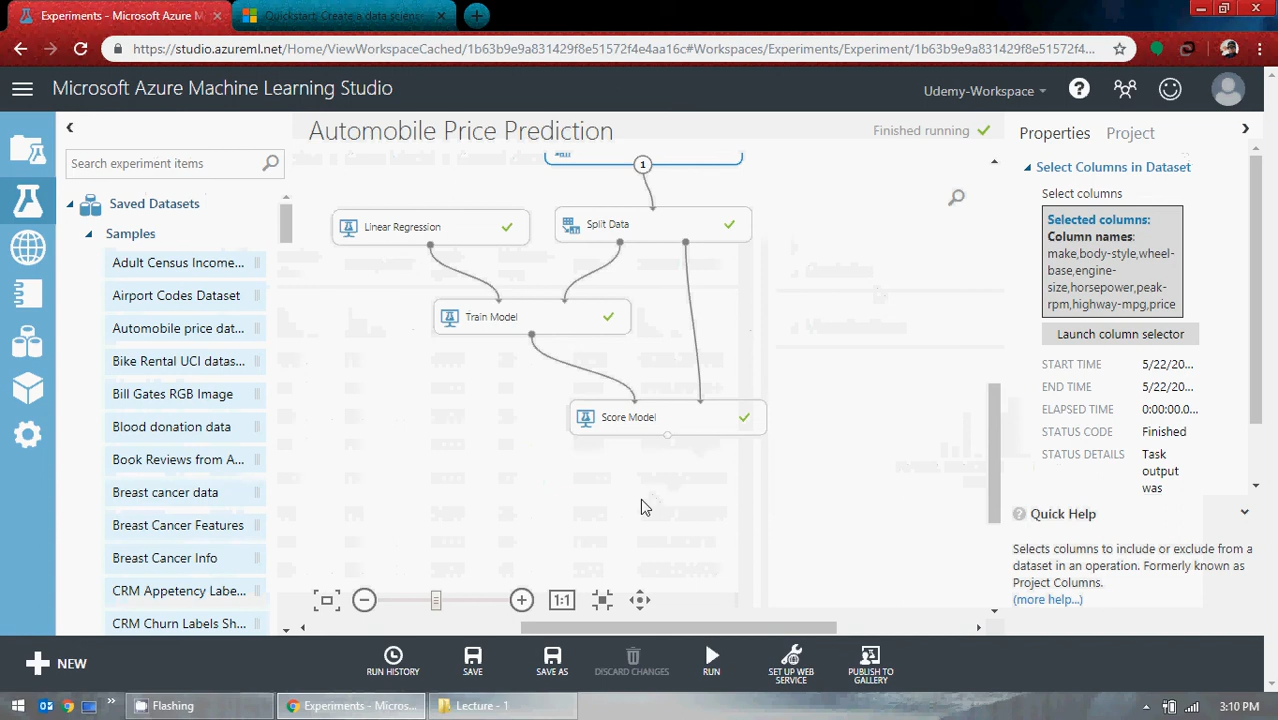 Experiments - Microsoft Azure M
Quickstart: Create a data scienc
https://studio.azureml.net/Home/ViewWorkspaceCached/1b63b9e9a831429f8e51572f4e4aa16c#Workspaces/Experiments/Experiment/1b63b9e9a831429f8e51572f4...
Microsoft Azure Machine Learning Studio
Udemy-Workspace
Search experiment items
Saved Datasets
Samples
Adult Census Income...
Airport Codes Dataset
Automobile price dat...
Bike Rental UCI datas...
Bill Gates RGB Image
Blood donation data
Book Reviews from A...
Breast cancer data
Breast Cancer Features
Breast Cancer Info
CRM Appetency Labe...
CRM Churn Labels Sh...
Automobile Price Prediction
Finished running
1
Linear Regression
Split Data
Train Model
Score Model
1:1
Properties
Project
Select Columns in Dataset
Select columns
Selected columns:
Column names:
make,body-style,wheel-
base,engine-
size,horsepower,peak-
rpm,highway-mpg,price
Launch column selector
START TIME 5/22/20...
END TIME 5/22/20...
ELAPSED TIME 0:00:00.0...
STATUS CODE Finished
STATUS DETAILS Task
output
was
Quick Help
Selects columns to include or exclude from a
dataset in an operation. Formerly known as
Project Columns.
(more help...)
NEW
RUN HISTORY
SAVE
SAVE AS
DISCARD CHANGES
RUN
SET UP WEB
SERVICE
PUBLISH TO
GALLERY
Flashing
Experiments - Micros...
Lecture - 1
3:10 PM